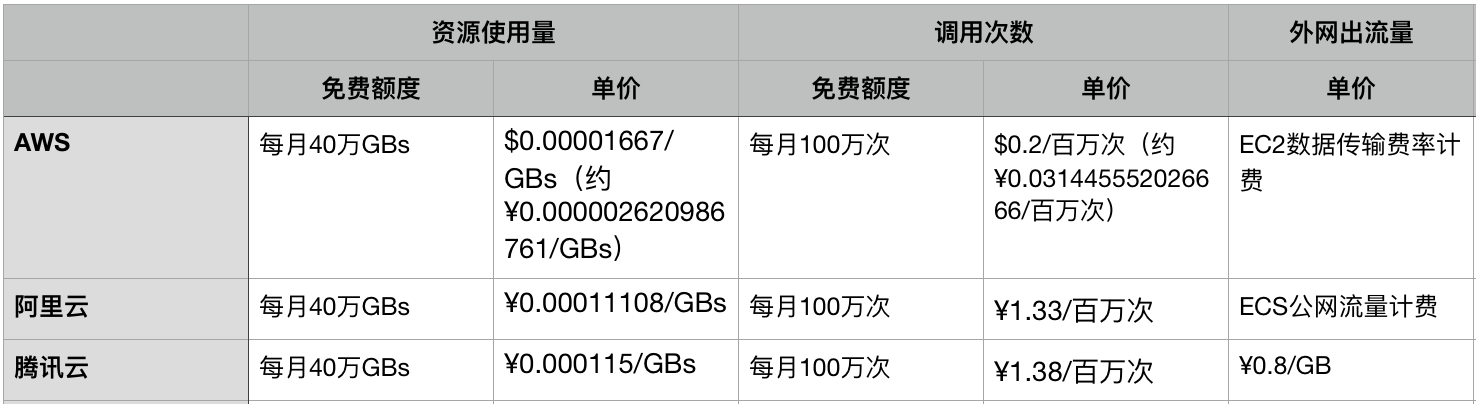 资源使用量 调用次数 外网出流量
免费额度 单价 免费额度 单价 单价
AWS
每月40万GBs
$0.00001667/
GBs（约
¥0.000002620986
761/GBs）
每月100万次
$0.2/百万次（约
¥0.0314455520266
66/百万次）
EC2数据传输费率计
费
阿里云 每月40万GBs ¥0.00011108/GBs 每月100万次 ¥1.33/百万次 ECS公网流量计费
腾讯云 每月40万GBs ¥0.000115/GBs 每月100万次 ¥1.38/百万次 ¥0.8/GB